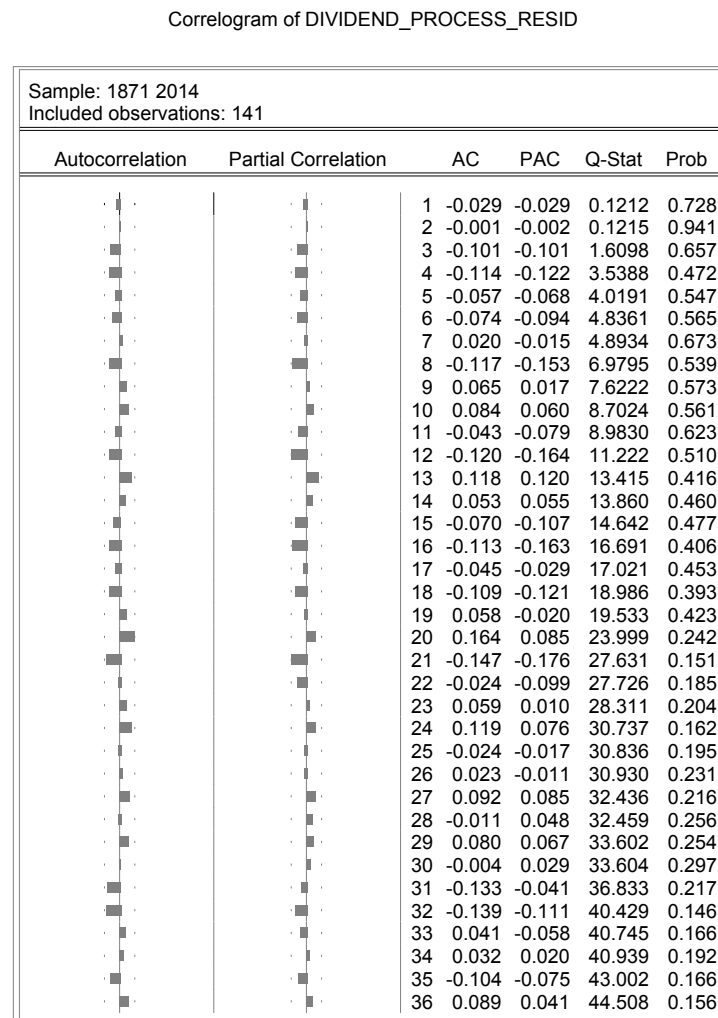 Correlogram of DIVIDEND_PROCESS_RESID
Sample: 1871 2014
Included observations: 141
Autocorrelation Partial Correlation AC PAC Q-Stat Prob
1 -0.029 -0.029 0.1212 0.728
2 -0.001 -0.002 0.1215 0.941
3 -0.101 -0.101 1.6098 0.657
4 -0.114 -0.122 3.5388 0.472
5 -0.057 -0.068 4.0191 0.547
6 -0.074 -0.094 4.8361 0.565
7 0.020 -0.015 4.8934 0.673
8 -0.117 -0.153 6.9795 0.539
9 0.065 0.017 7.6222 0.573
10 0.084 0.060 8.7024 0.561
11 -0.043 -0.079 8.9830 0.623
12 -0.120 -0.164 11.222 0.510
13 0.118 0.120 13.415 0.416
14 0.053 0.055 13.860 0.460
15 -0.070 -0.107 14.642 0.477
16 -0.113 -0.163 16.691 0.406
17 -0.045 -0.029 17.021 0.453
18 -0.109 -0.121 18.986 0.393
19 0.058 -0.020 19.533 0.423
20 0.164 0.085 23.999 0.242
21 -0.147 -0.176 27.631 0.151
22 -0.024 -0.099 27.726 0.185
23 0.059 0.010 28.311 0.204
24 0.119 0.076 30.737 0.162
25 -0.024 -0.017 30.836 0.195
26 0.023 -0.011 30.930 0.231
27 0.092 0.085 32.436 0.216
28 -0.011 0.048 32.459 0.256
29 0.080 0.067 33.602 0.254
30 -0.004 0.029 33.604 0.297
31 -0.133 -0.041 36.833 0.217
32 -0.139 -0.111 40.429 0.146
33 0.041 -0.058 40.745 0.166
34 0.032 0.020 40.939 0.192
35 -0.104 -0.075 43.002 0.166
36 0.089 0.041 44.508 0.156